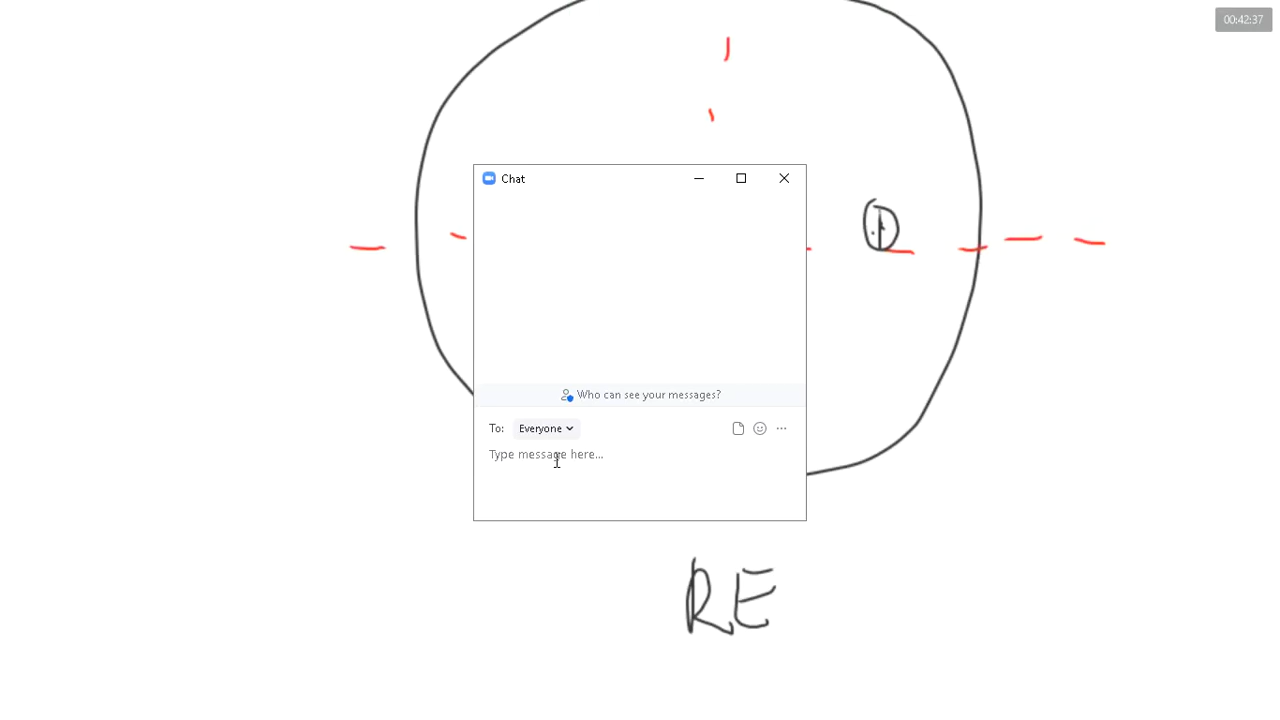 00:42:37
Chat
Who can see your messages?
To: Everyone
Type message here...
RE